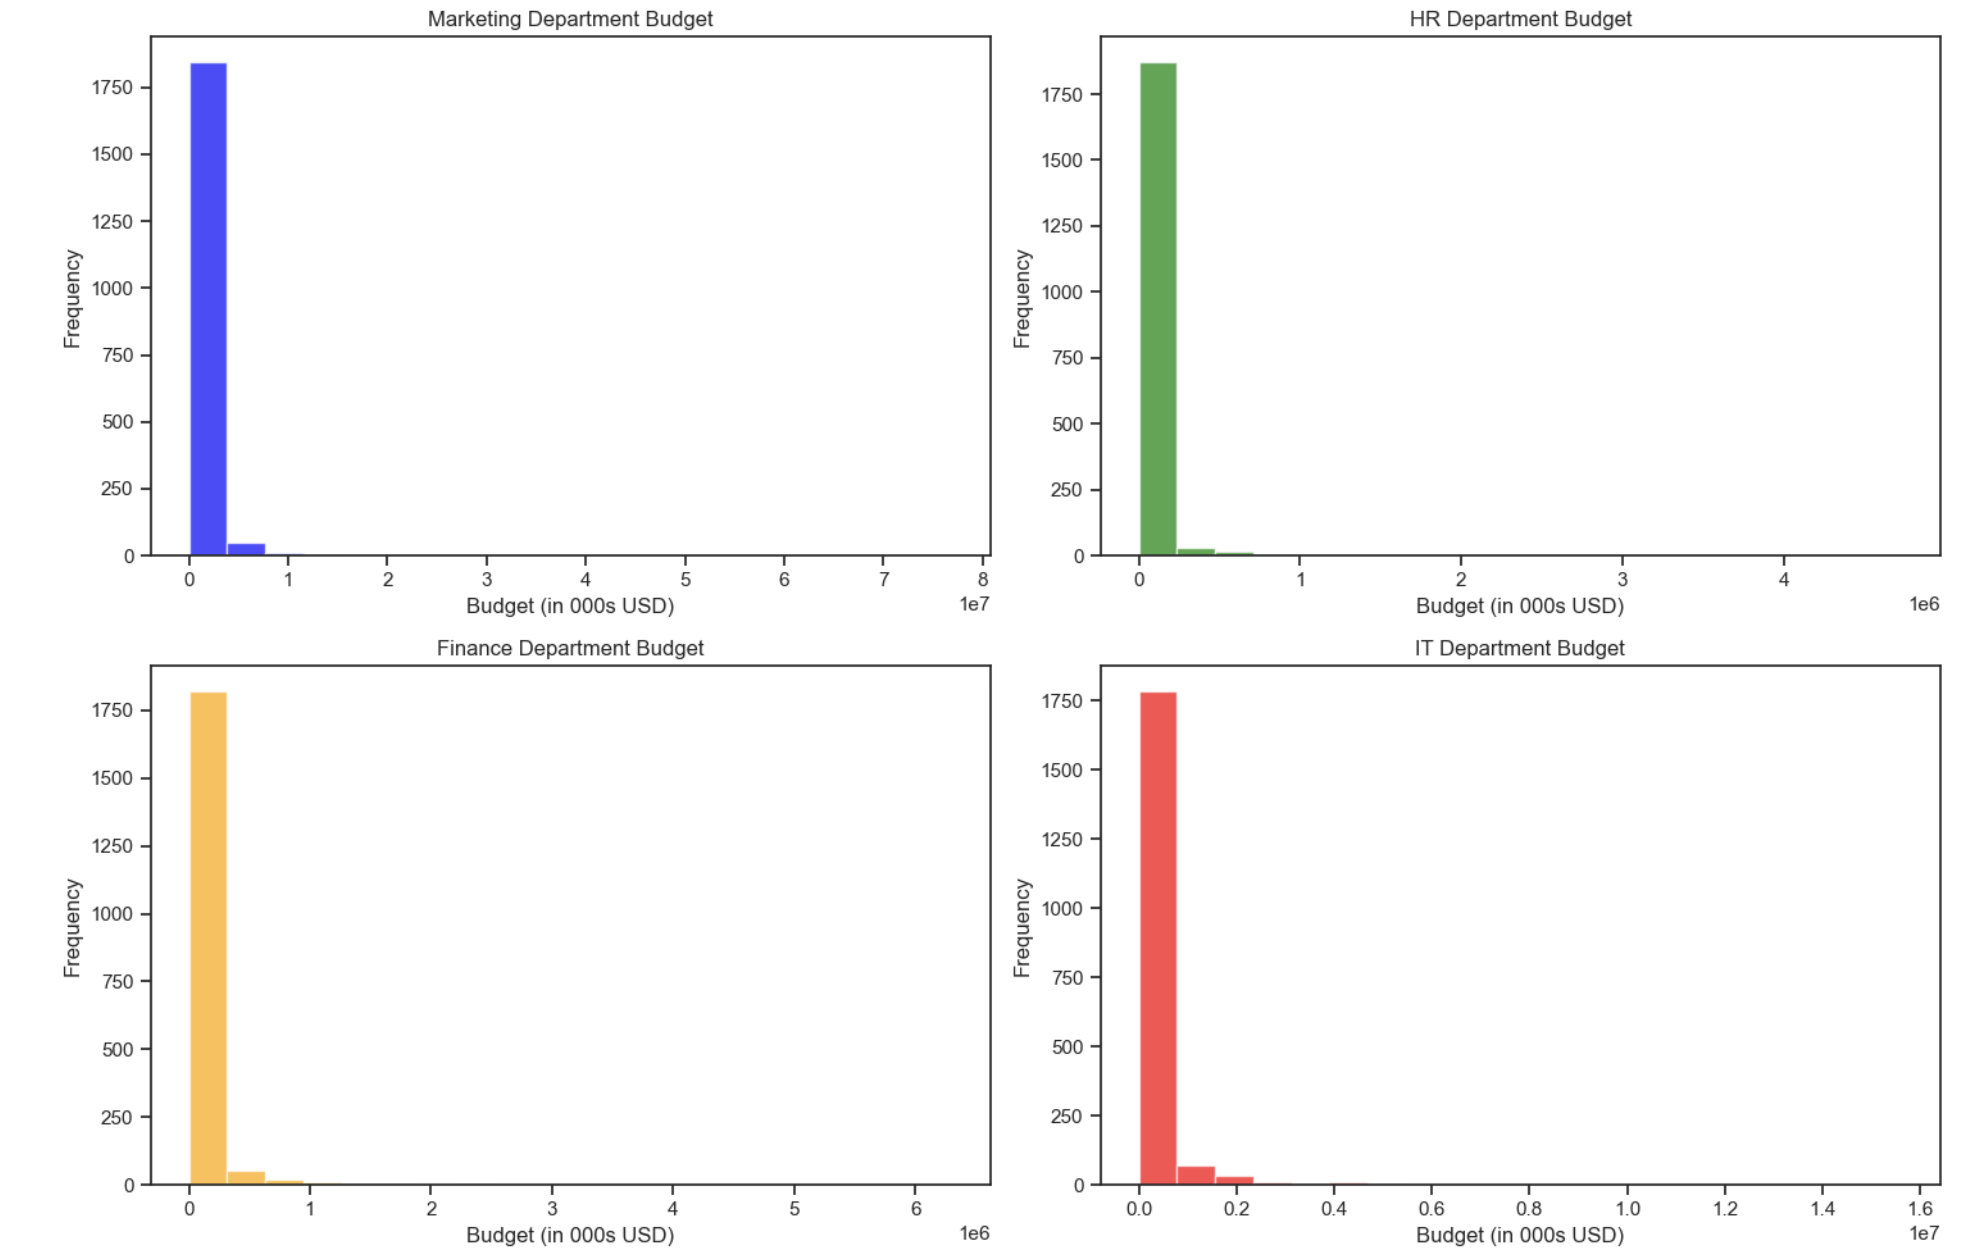 Marketing Department Budget
Frequency
1750
1500
1250
1000
750
500
250
0
0 1 2 3 4 5 6 7 8
1e7
Budget (in 000s USD)
HR Department Budget
Frequency
1750
1500
1250
1000
750
500
250
0
0 1 2 3 4
1e6
Budget (in 000s USD)
Finance Department Budget
Frequency
1750
1500
1250
1000
750
500
250
0
0 1 2 3 4 5 6
1e6
Budget (in 000s USD)
IT Department Budget
Frequency
1750
1500
1250
1000
750
500
250
0
0.0 0.2 0.4 0.6 0.8 1.0 1.2 1.4 1.6
1e7
Budget (in 000s USD)